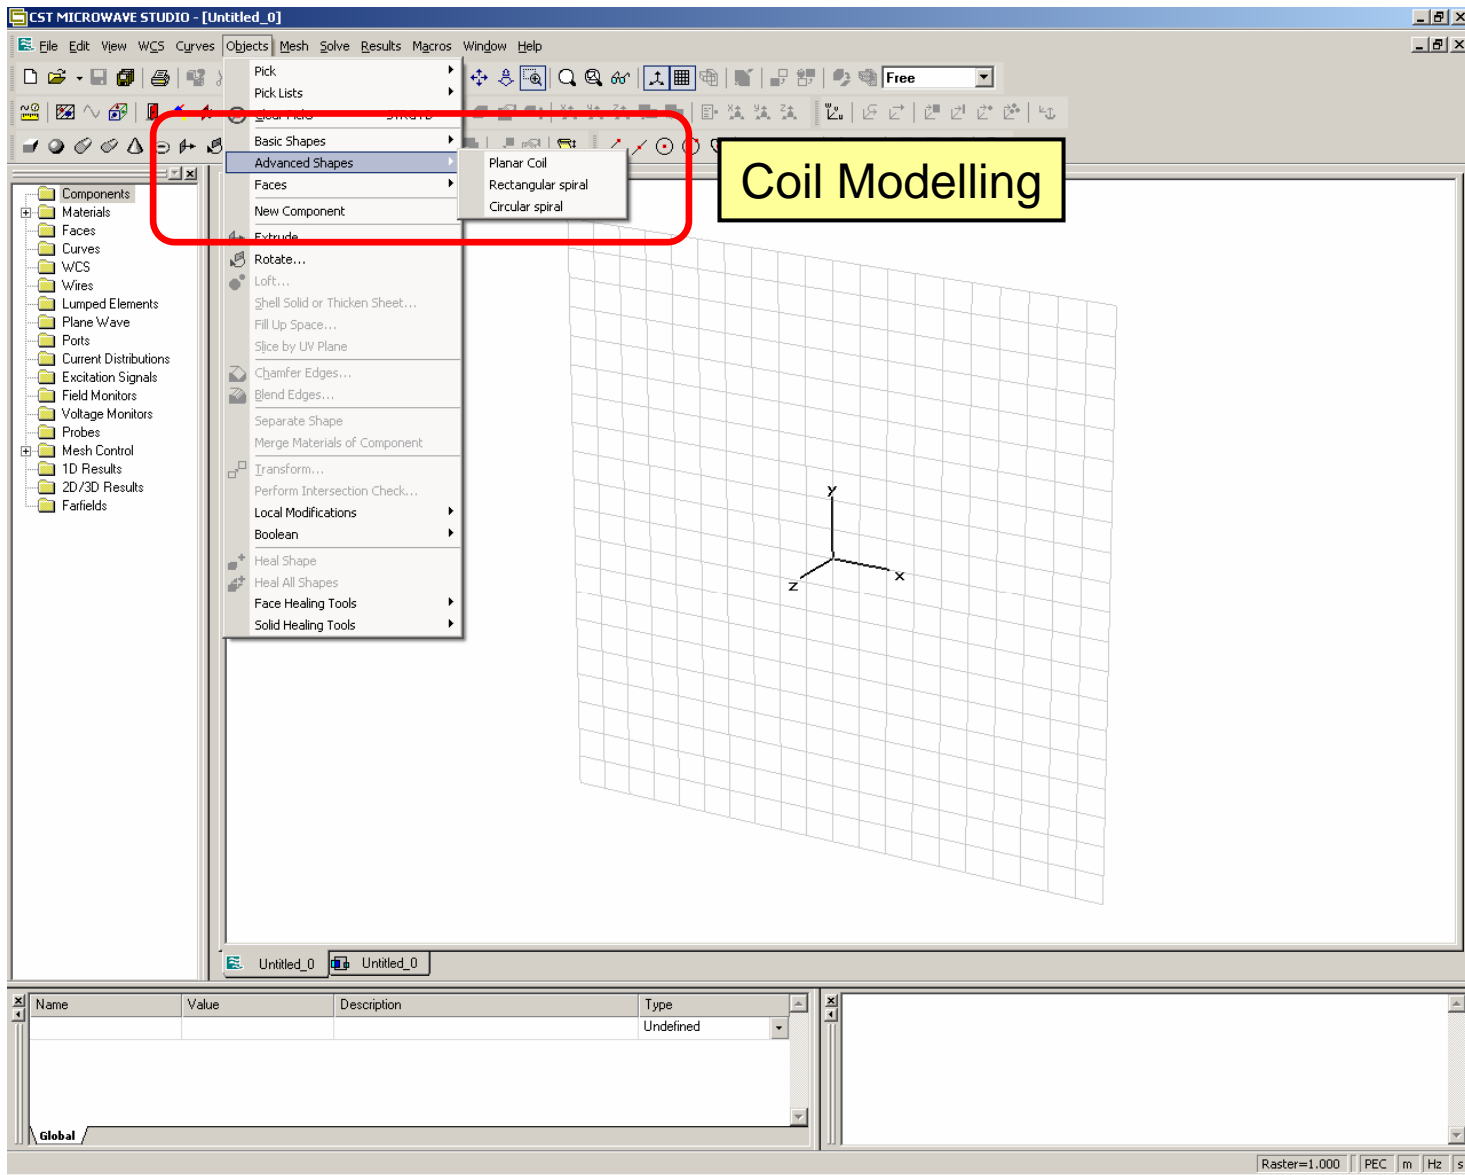 CST MICROWAVE STUDIO - [Untitled_0]
File Edit View WCS Curves Objects Mesh Solve Results Macros Window Help
Free
Pick
Pick Lists
Basic Shapes
Advanced Shapes
Faces
New Component
Extrude...
Rotate...
Loft...
Shell Solid or Thicken Sheet...
Fill Up Space...
Slice by UV Plane
Chamfer Edges...
Blend Edges...
Separate Shape
Merge Materials of Component
Transform...
Perform Intersection Check...
Local Modifications
Boolean
Heal Shape
Heal All Shapes
Face Healing Tools
Solid Healing Tools
Planar Coil
Rectangular spiral
Circular spiral
Coil Modelling
Components
Materials
Faces
Curves
WCS
Wires
Lumped Elements
Plane Wave
Ports
Current Distributions
Excitation Signals
Field Monitors
Voltage Monitors
Probes
Mesh Control
1D Results
2D/3D Results
Farfields
y
x
z
Untitled_0 Untitled_0
Name Value Description Type
Undefined
Global
Raster=1.000 PEC m Hz s